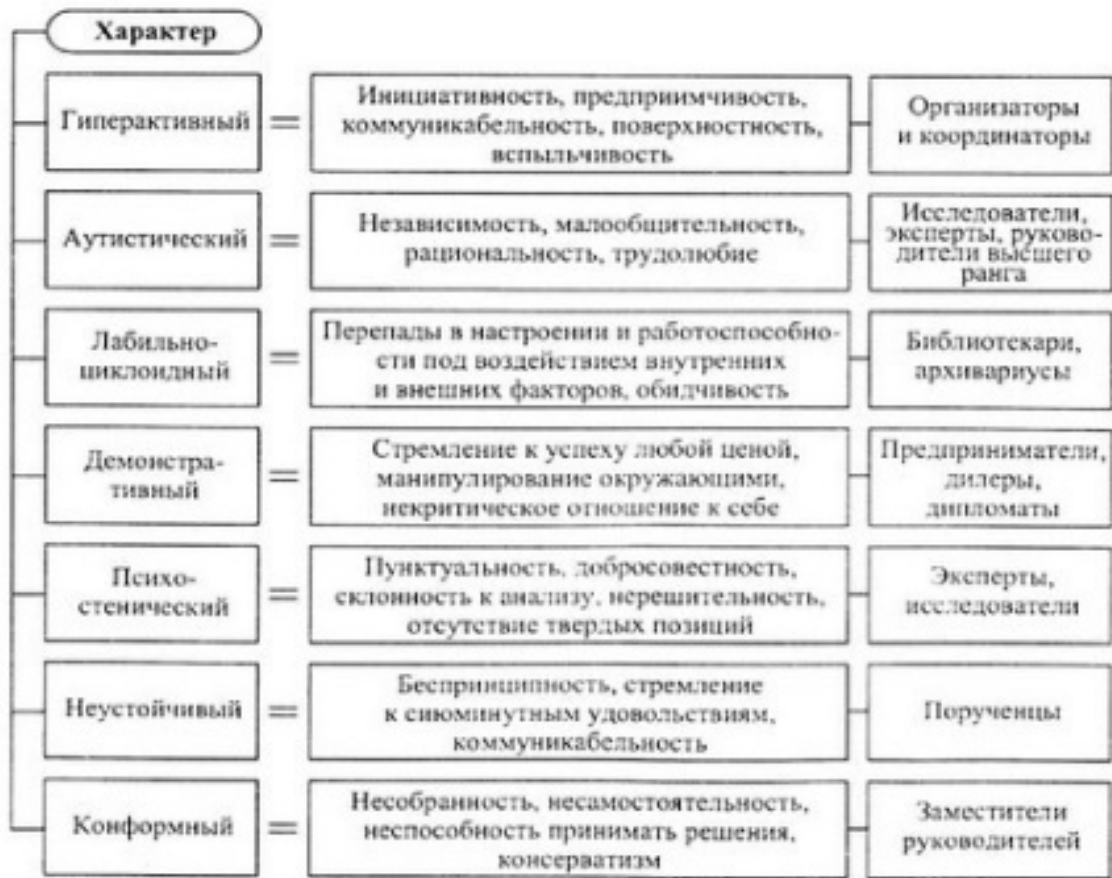 Характер
Гиперактивный
Инициативность, предприимчивость,
коммуникабельность, поверхностность,
вспыльчивость
Организаторы
и координаторы
Аутистический
Независимость, малообщительность,
рациональность, трудолюбие
Исследователи,
эксперты, руково-
дители высшего
ранга
Лабильно-
циклоидный
Перепады в настроении и работоспособно-
сти под воздействием внутренних
и внешних факторов, обидчивость
Библиотекари,
архивариусы
Демонстра-
тивный
Стремление к успеху любой ценой,
манипулирование окружающими,
некритическое отношение к себе
Предприниматели,
дилеры,
дипломаты
Психо-
стенический
Пунктуальность, добросовестность,
склонность к анализу, нерешительность,
отсутствие твердых позиций
Эксперты,
исследователи
Неустойчивый
Беспринципность, стремление
к сиюминутным удовольствиям,
коммуникабельность
Порученцы
Конформный
Несобранность, несамостоятельность,
неспособность принимать решения,
консерватизм
Заместители
руководителей